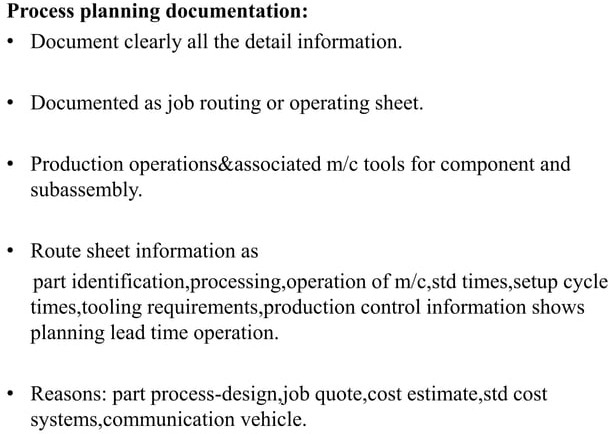 Process planning documentation:
• Document clearly all the detail information.
• Documented as job routing or operating sheet.
• Production operations&associated m/c tools for component and
subassembly.
• Route sheet information as
part identification,processing,operation of m/c,std times,setup cycle
times,tooling requirements,production control information shows
planning lead time operation.
• Reasons: part process-design,job quote,cost estimate,std cost
systems,communication vehicle.